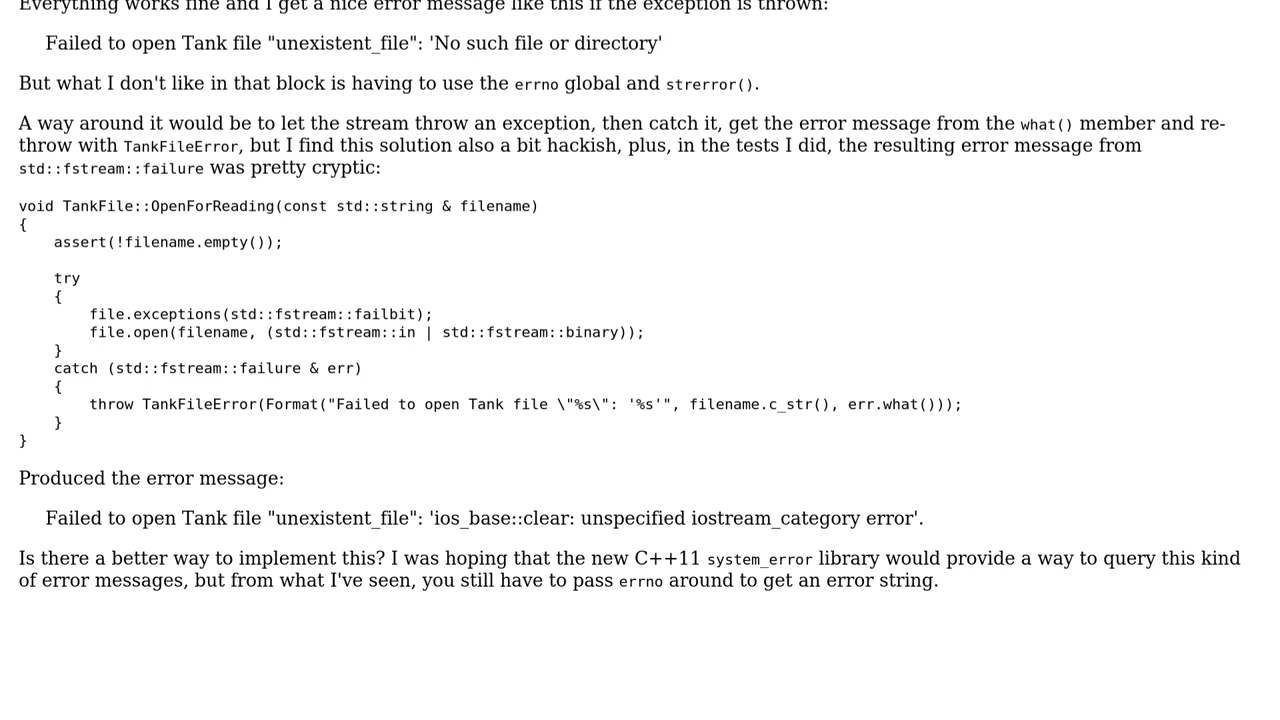 Everything works fine and I get a nice error message like this if the exception is thrown:
Failed to open Tank file "unexistent_file": 'No such file or directory'
But what I don't like in that block is having to use the errno global and strerror().
A way around it would be to let the stream throw an exception, then catch it, get the error message from the what() member and re-
throw with TankFileError, but I find this solution also a bit hackish, plus, in the tests I did, the resulting error message from
std::fstream::failure was pretty cryptic:
void TankFile::OpenForReading(const std::string & filename)
{
    assert(!filename.empty());

    try
    {
        file.exceptions(std::fstream::failbit);
        file.open(filename, (std::fstream::in | std::fstream::binary));
    }
    catch (std::fstream::failure & err)
    {
        throw TankFileError(Format("Failed to open Tank file \"%s\": '%s'", filename.c_str(), err.what()));
    }
}
Produced the error message:
Failed to open Tank file "unexistent_file": 'ios_base::clear: unspecified iostream_category error'.
Is there a better way to implement this? I was hoping that the new C++11 system_error library would provide a way to query this kind
of error messages, but from what I've seen, you still have to pass errno around to get an error string.